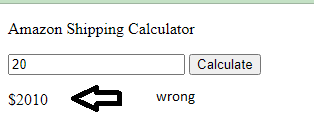 Amazon Shipping Calculator
20 Calculate
$2010 wrong